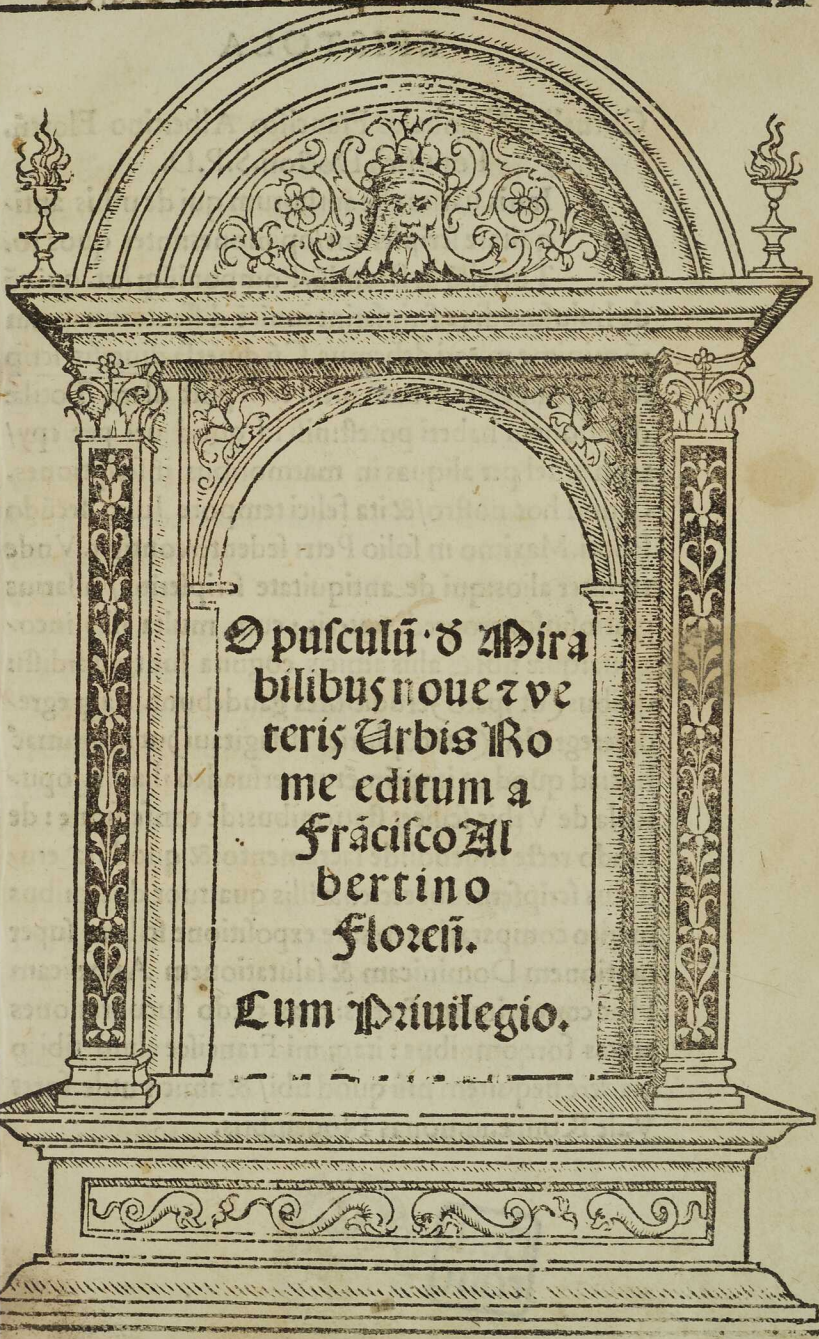 Opuſculū·ð Mira
bilibus noue ⁊ ve
teris Urbis Ro
me editum a
Frāciſco Al
bertino
Floreñ.
Cum Priuilegio.